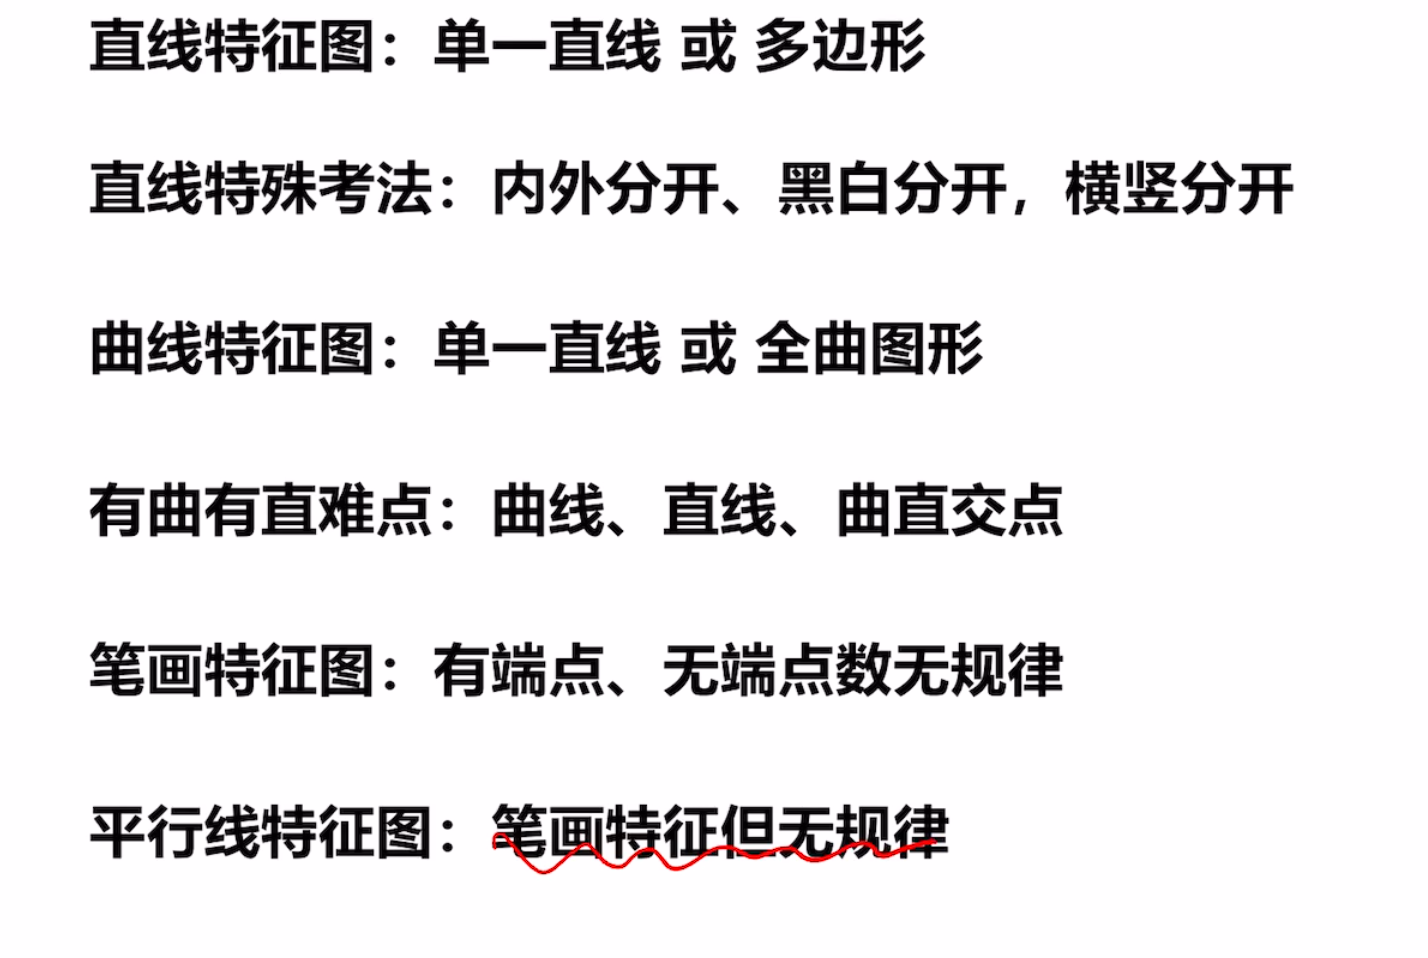 直线特征图：单一直线 或 多边形
直线特殊考法：内外分开、黑白分开，横竖分开
曲线特征图：单一直线 或 全曲图形
有曲有直难点：曲线、直线、曲直交点
笔画特征图：有端点、无端点数无规律
平行线特征图：笔画特征但无规律